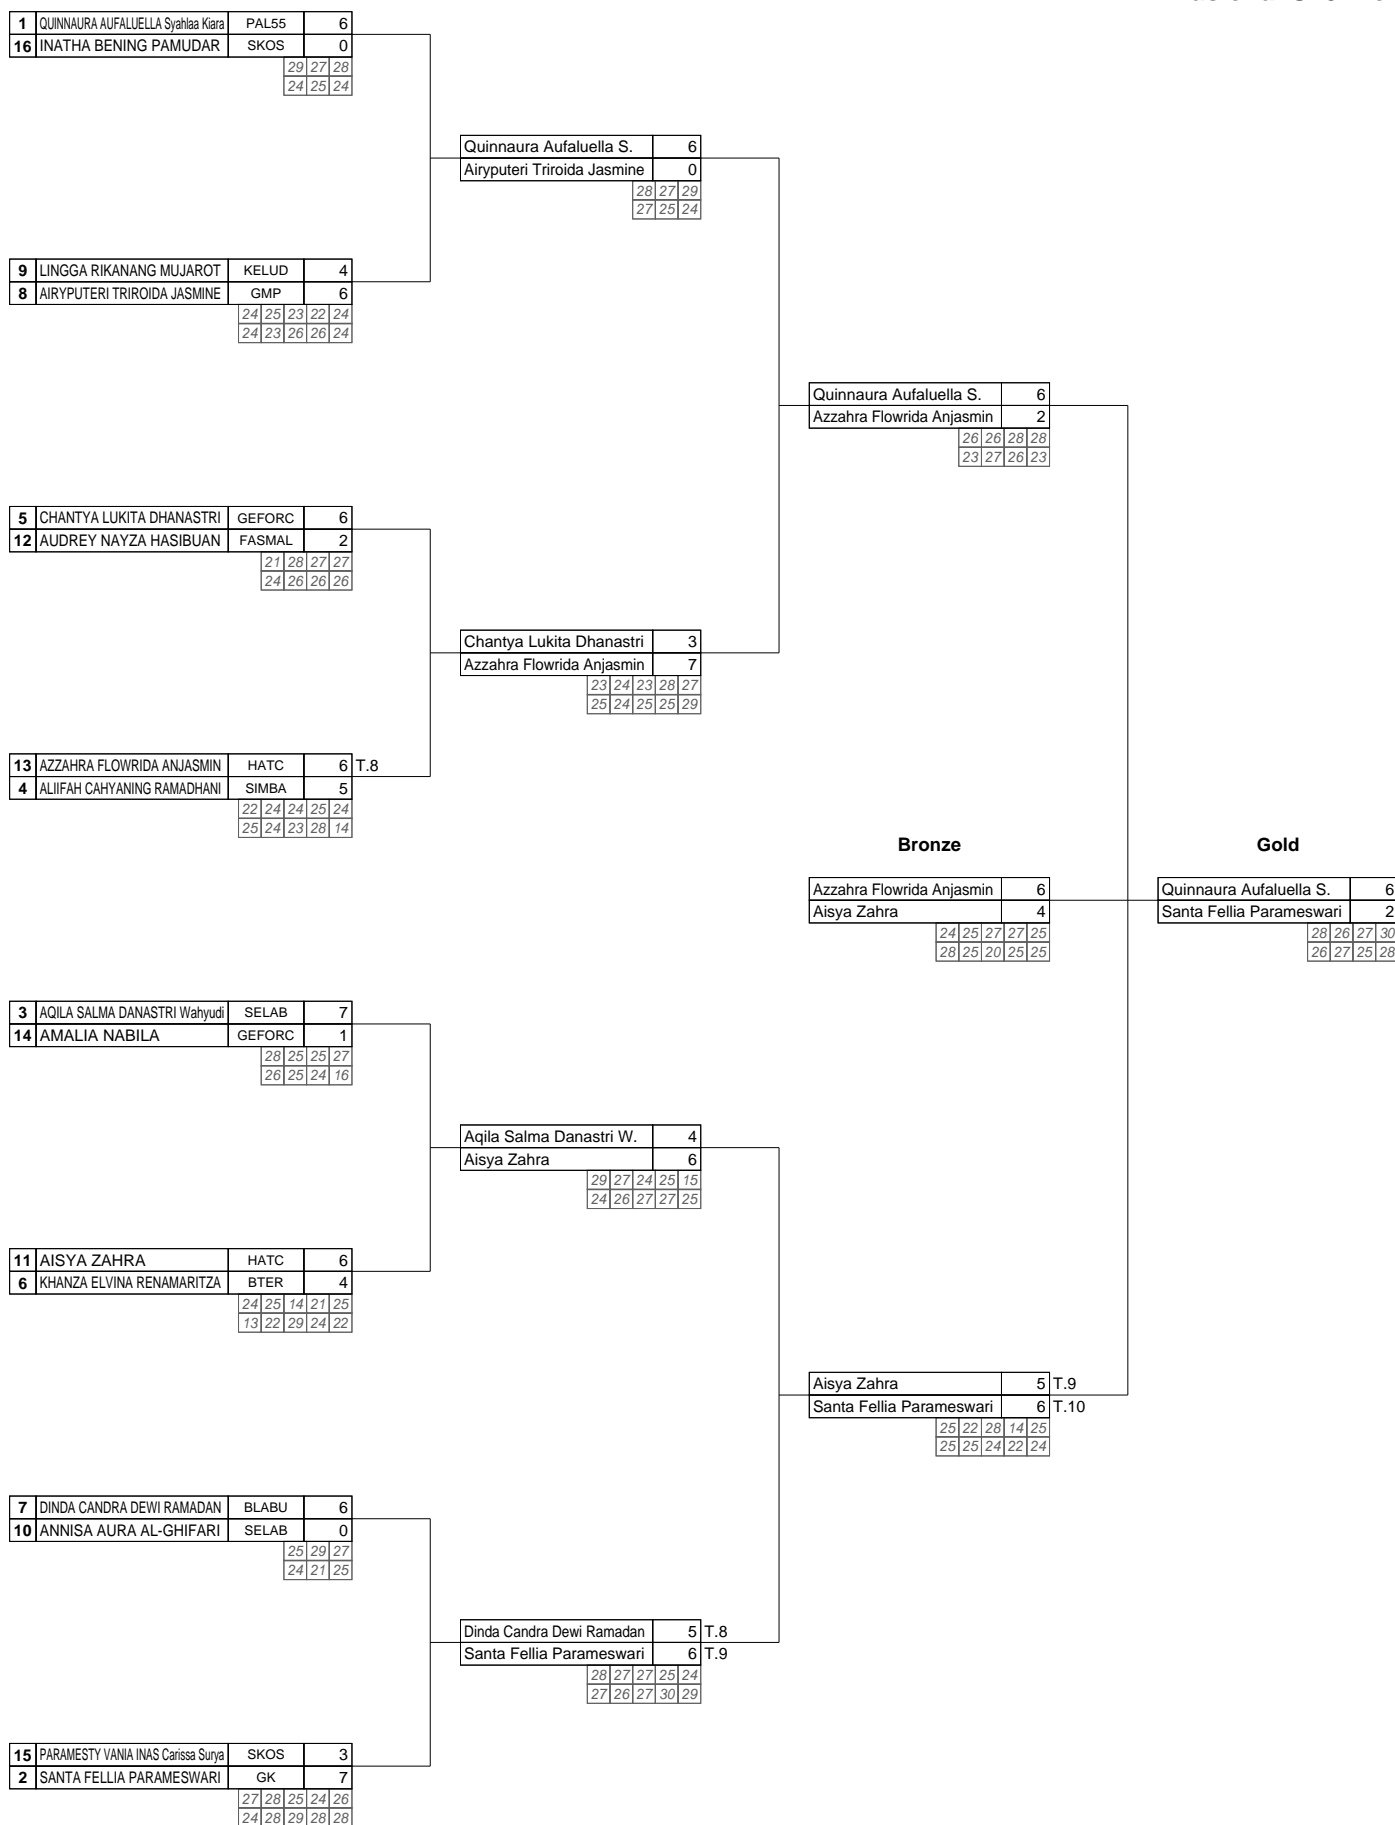 1 QUINNAURA AUFALUELLA Syahlaa Kiara PAL55 6
16 INATHA BENING PAMUDAR SKOS 0
29 27 28
24 25 24
Quinnaura Aufaluella S. 6
Airyputeri Triroida Jasmine 0
28 27 29
27 25 24
9 LINGGA RIKANANG MUJAROT KELUD 4
8 AIRYPUTERI TRIROIDA JASMINE GMP 6
24 25 23 22 24
24 23 26 26 24
Quinnaura Aufaluella S. 6
Azzahra Flowrida Anjasmin 2
26 26 28 28
23 27 26 23
5 CHANTYA LUKITA DHANASTRI GEFORC 6
12 AUDREY NAYZA HASIBUAN FASMAL 2
21 28 27 27
24 26 26 26
Chantya Lukita Dhanastri 3
Azzahra Flowrida Anjasmin 7
23 24 23 28 27
25 24 25 25 29
13 AZZAHRA FLOWRIDA ANJASMIN HATC 6 T.8
4 ALIIFAH CAHYANING RAMADHANI SIMBA 5
22 24 24 25 24
25 24 23 28 14
Bronze Gold
Azzahra Flowrida Anjasmin 6 Quinnaura Aufaluella S. 6
Aisya Zahra 4 Santa Fellia Parameswari 2
24 25 27 27 25 28 26 27 30
28 25 20 25 25 26 27 25 28
3 AQILA SALMA DANASTRI Wahyudi SELAB 7
14 AMALIA NABILA GEFORC 1
28 25 25 27
26 25 24 16
Aqila Salma Danastri W. 4
Aisya Zahra 6
29 27 24 25 15
24 26 27 27 25
11 AISYA ZAHRA HATC 6
6 KHANZA ELVINA RENAMARITZA BTER 4
24 25 14 21 25
13 22 29 24 22
Aisya Zahra 5 T.9
Santa Fellia Parameswari 6 T.10
25 22 28 14 25
25 25 24 22 24
7 DINDA CANDRA DEWI RAMADAN BLABU 6
10 ANNISA AURA AL-GHIFARI SELAB 0
25 29 27
24 21 25
Dinda Candra Dewi Ramadan 5 T.8
Santa Fellia Parameswari 6 T.9
28 27 27 25 24
27 26 27 30 29
15 PARAMESTY VANIA INAS Carissa Surya SKOS 3
2 SANTA FELLIA PARAMESWARI GK 7
27 28 25 24 26
24 28 29 28 28